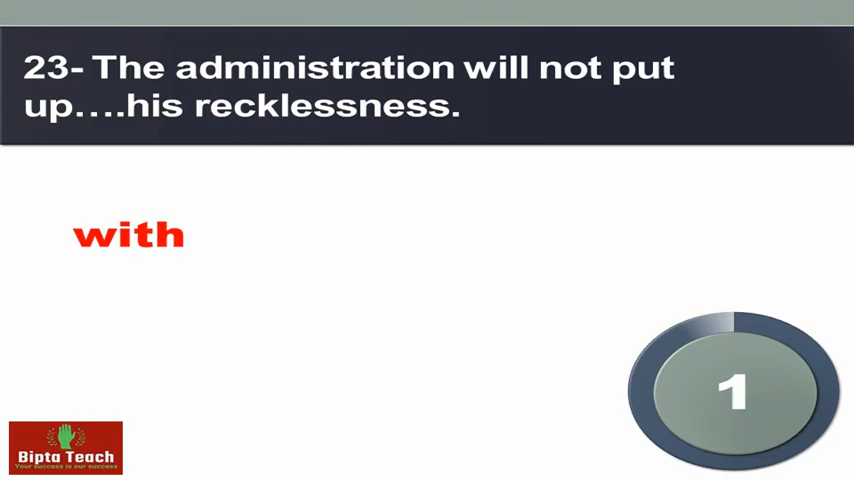 23- The administration will not put
up….his recklessness.
with
1
Bipta Teach
Your success is our success